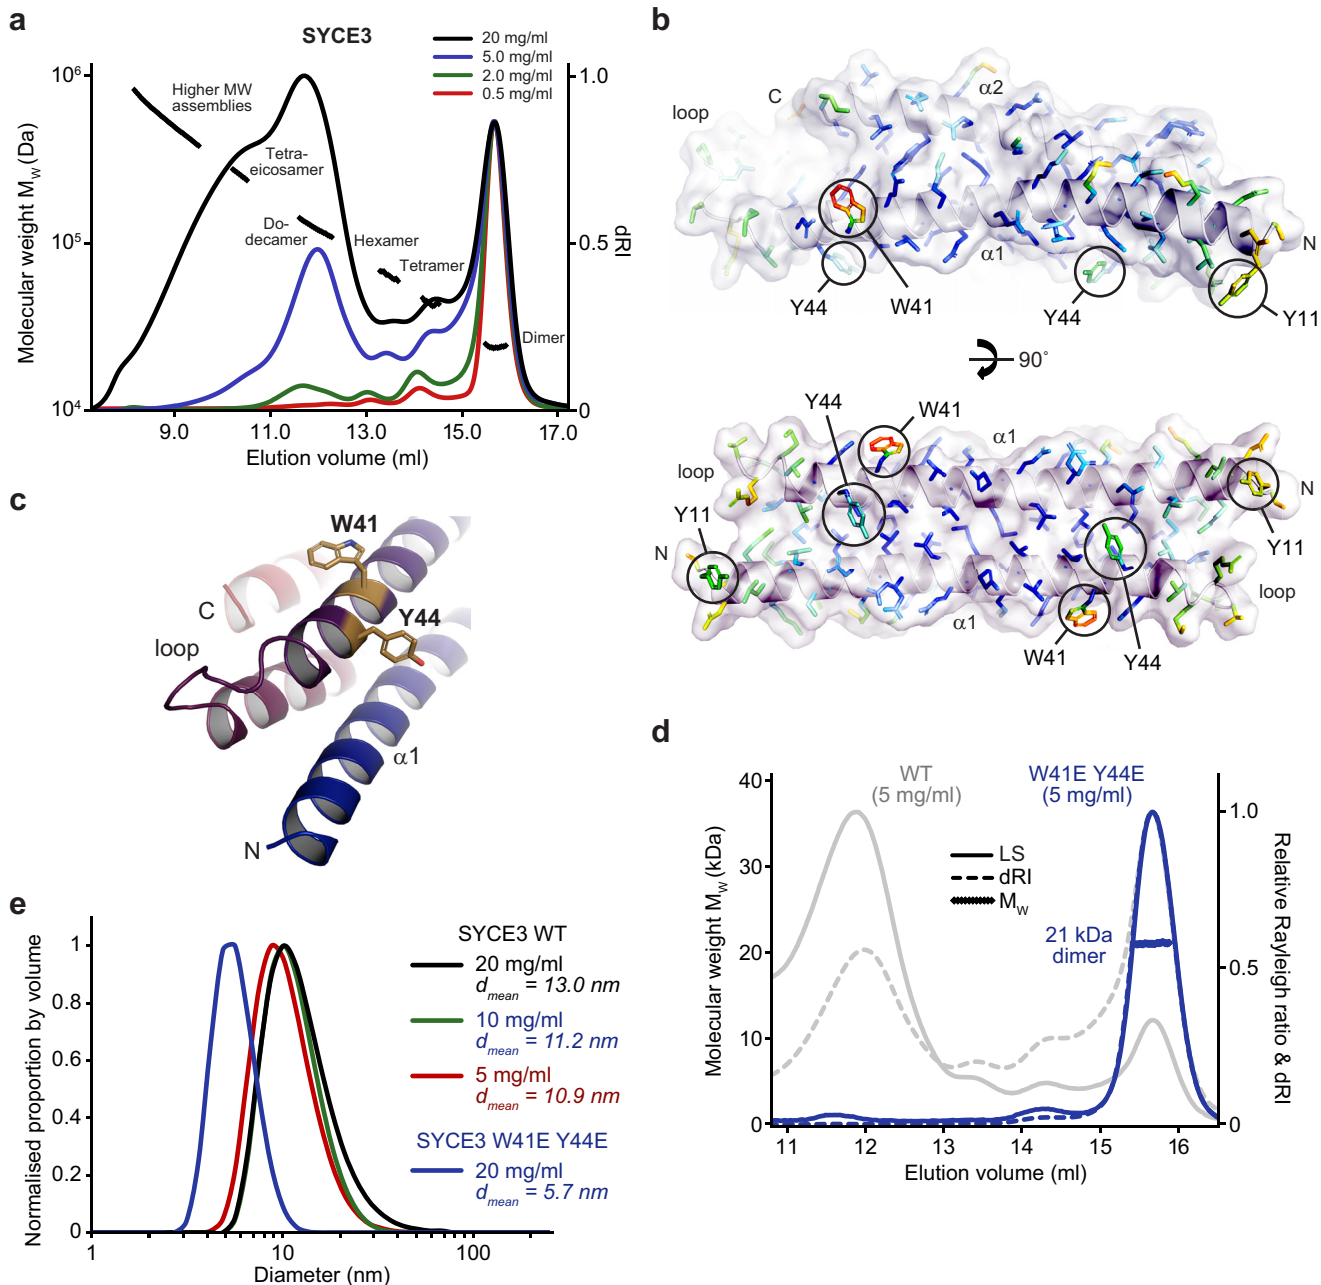 a
SYCE3
20 mg/ml
5.0 mg/ml
2.0 mg/ml
0.5 mg/ml
Molecular weight MW (Da)
10⁶
10⁵
10⁴
Higher MW
assemblies
Tetra-
eicosamer
Do-
decamer
Hexamer
Tetramer
Dimer
1.0
0.5
0
dRI
9.0
11.0
13.0
15.0
17.0
Elution volume (ml)
b
loop
C
α2
α1
N
Y44
W41
Y44
Y11
90°
Y44
W41
α1
loop
N
Y11
Y11
N
loop
α1
W41
Y44
c
W41
Y44
C
loop
α1
N
d
WT
(5 mg/ml)
W41E Y44E
(5 mg/ml)
LS
dRI
MW
21 kDa
dimer
Molecular weight MW (kDa)
40
30
20
10
0
1.0
0.5
0
Relative Rayleigh ratio & dRI
11
12
13
14
15
16
Elution volume (ml)
e
Normalised proportion by volume
1
0.8
0.6
0.4
0.2
0
SYCE3 WT
20 mg/ml
dmean = 13.0 nm
10 mg/ml
dmean = 11.2 nm
5 mg/ml
dmean = 10.9 nm
SYCE3 W41E Y44E
20 mg/ml
dmean = 5.7 nm
1
10
100
Diameter (nm)